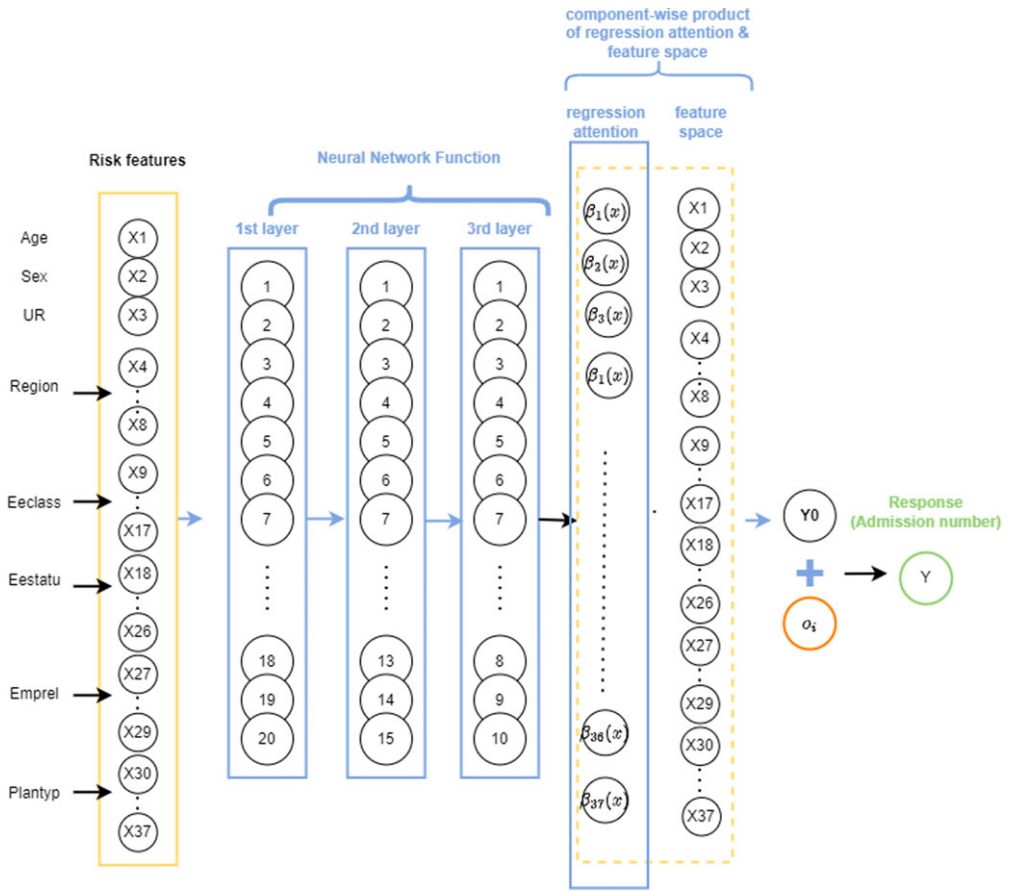 component-wise product
of regression attention &
feature space
regression
attention
feature
space
Neural Network Function
Risk features
1st layer
2nd layer
3rd layer
Age
Sex
UR
Region
Eeclass
Eestatu
Emprel
Plantyp
X1
X2
X3
X4
X8
X9
X17
X18
X26
X27
X29
X30
X37
1
2
3
4
5
6
7
18
19
20
1
2
3
4
5
6
7
13
14
15
1
2
3
4
5
6
7
8
9
10
β1(x)
β2(x)
β3(x)
β1(x)
β36(x)
β37(x)
X1
X2
X3
X4
X8
X9
X17
X18
X26
X27
X29
X30
X37
Y0
+
oi
Response
(Admission number)
Y